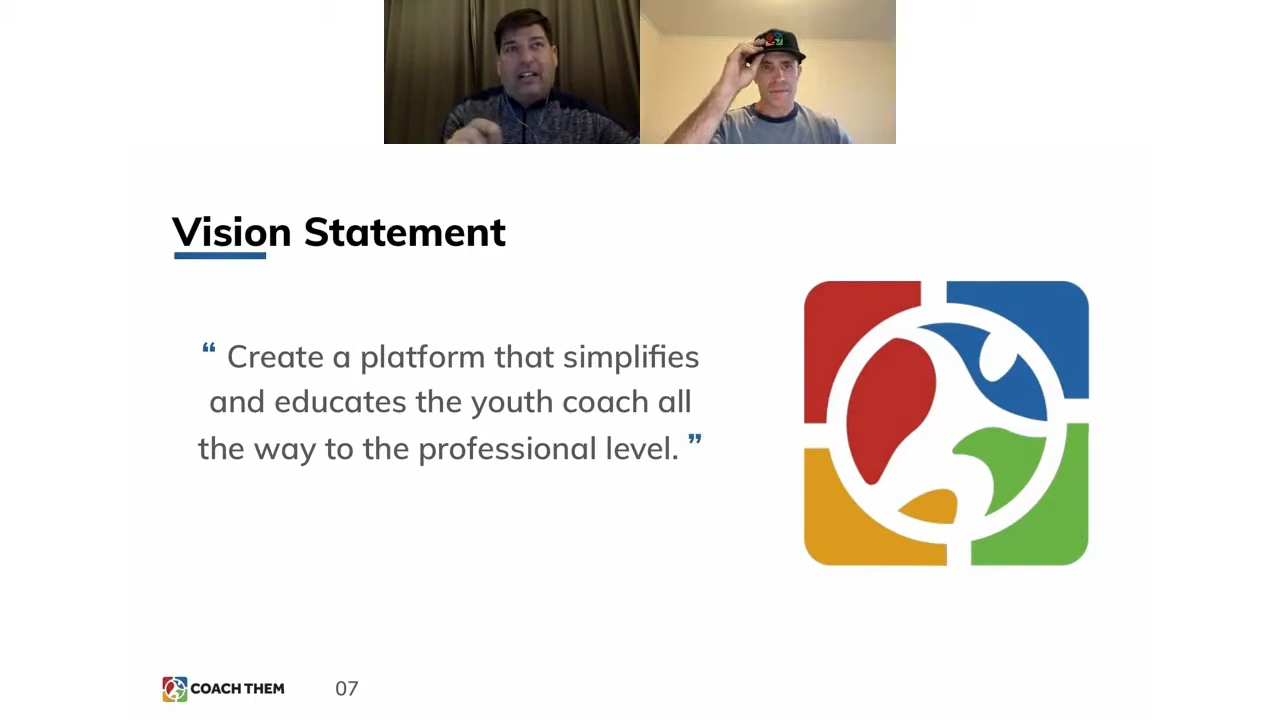 Vision Statement
“ Create a platform that simplifies
and educates the youth coach all
the way to the professional level. ”
COACH THEM
07